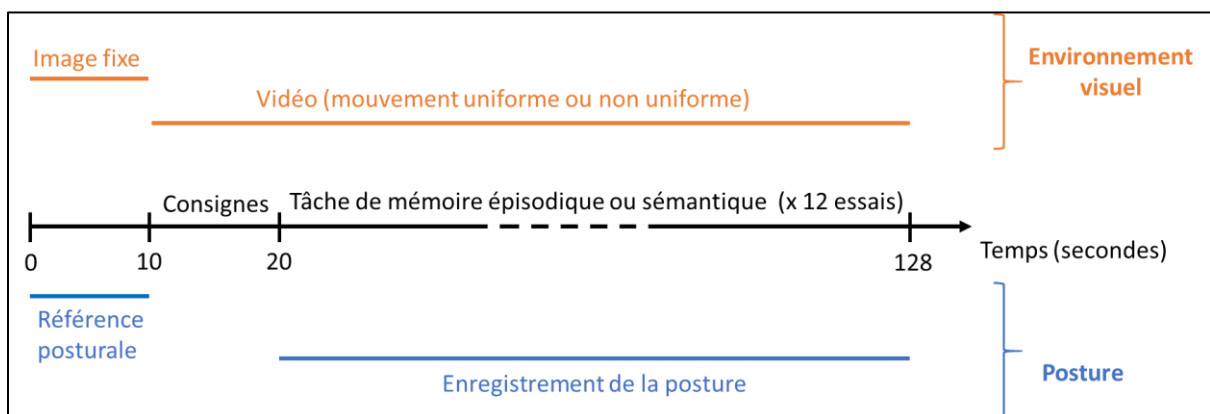 Image fixe
Environnement
visuel
Vidéo (mouvement uniforme ou non uniforme)
Consignes
Tâche de mémoire épisodique ou sémantique (x 12 essais)
0
10
20
128
Temps (secondes)
Référence
posturale
Enregistrement de la posture
Posture